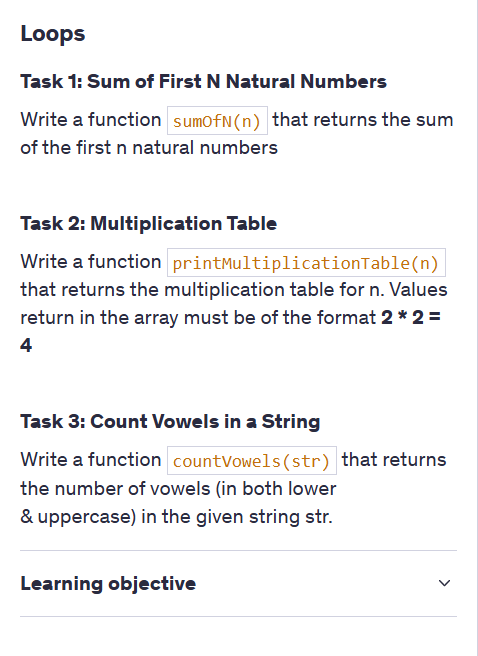 Loops
Task 1: Sum of First N Natural Numbers
Write a function sumOfN(n) that returns the sum
of the first n natural numbers
Task 2: Multiplication Table
Write a function printMultiplicationTable(n)
that returns the multiplication table for n. Values
return in the array must be of the format 2 * 2 =
4
Task 3: Count Vowels in a String
Write a function countVowels(str) that returns
the number of vowels (in both lower
& uppercase) in the given string str.
Learning objective